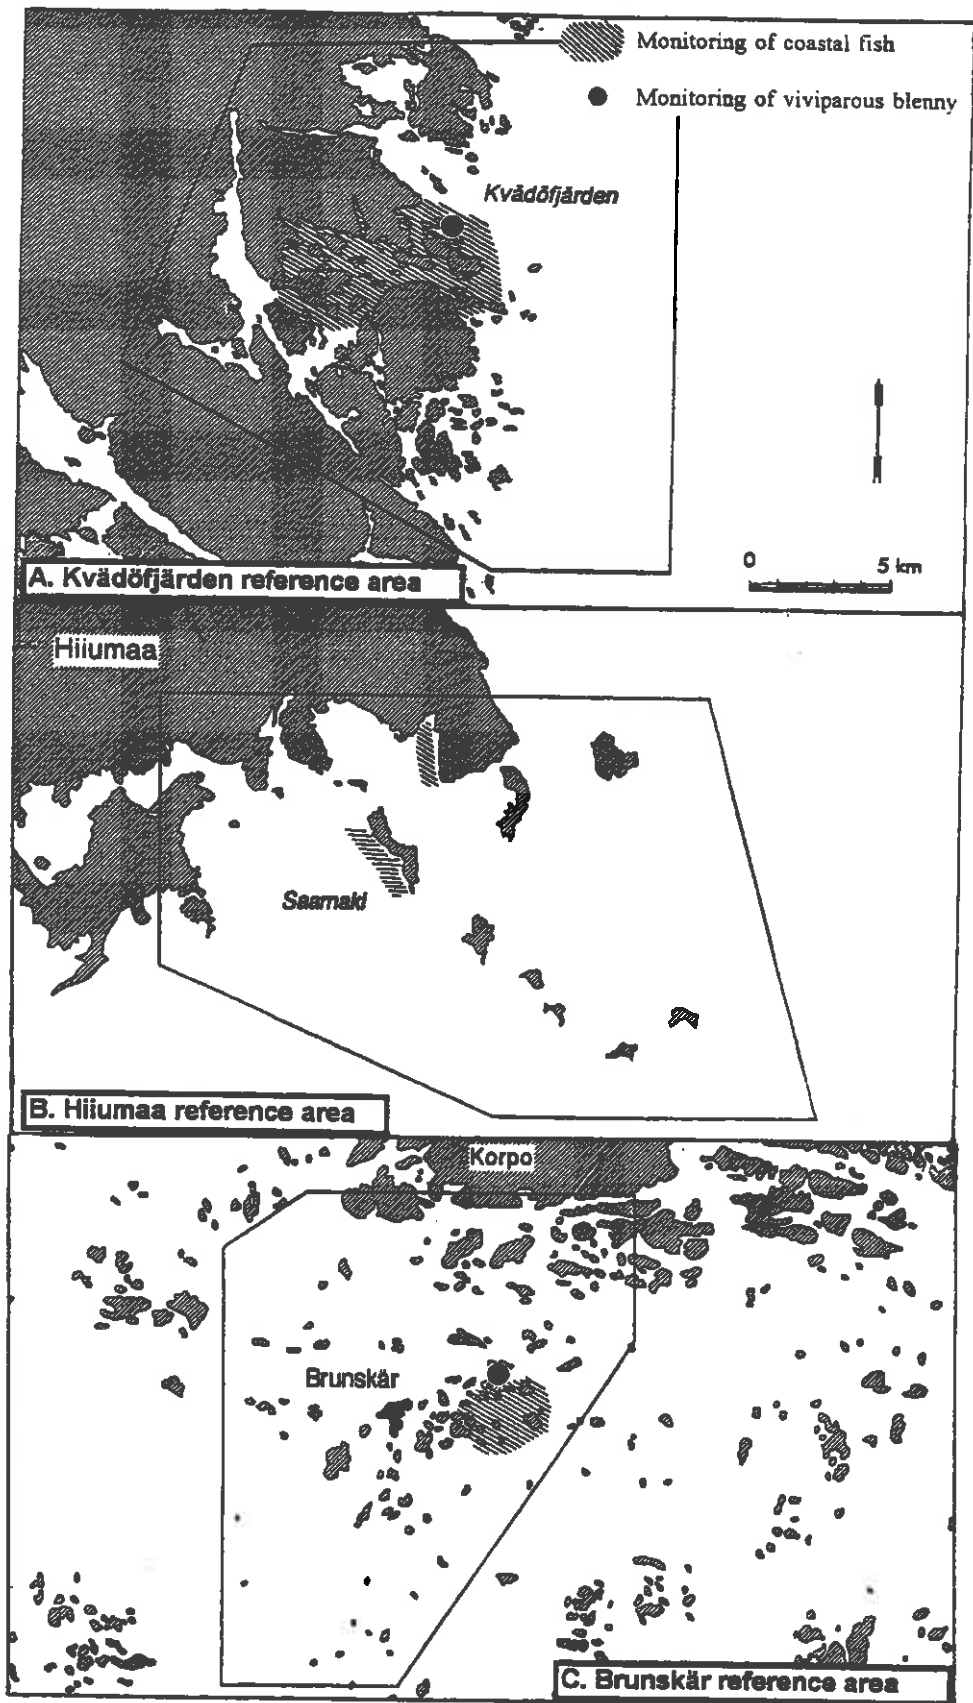 Monitoring of coastal fish
Monitoring of viviparous blenny
Kvädöfjärden
0 5 km
A. Kvädöfjärden reference area
Hiiumaa
Saarnaki
B. Hiiumaa reference area
Korpo
Brunskär
C. Brunskär reference area